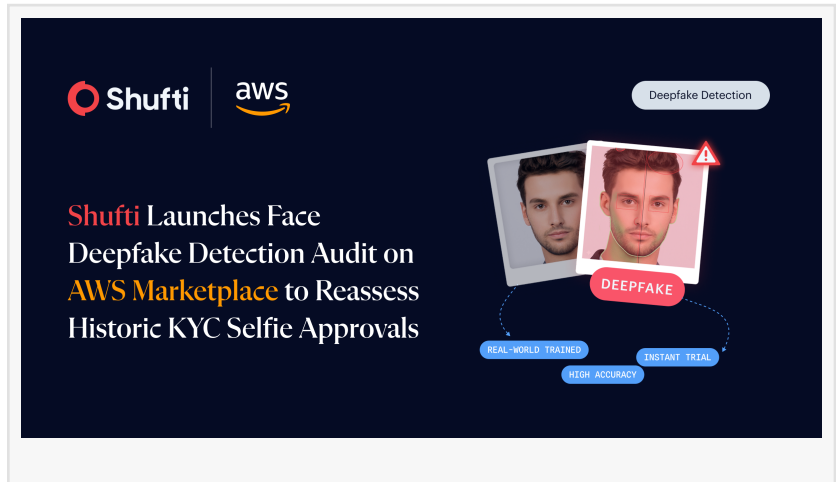 Shufti
aws
Deepfake Detection
Shufti Launches Face
Deepfake Detection Audit on
AWS Marketplace to Reassess
Historic KYC Selfie Approvals
DEEPFAKE
REAL-WORLD TRAINED
INSTANT TRIAL
HIGH ACCURACY